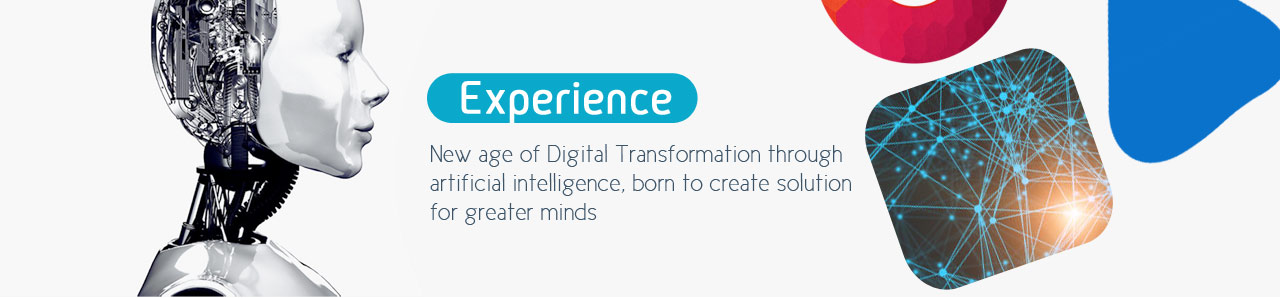 Experience
New age of Digital Transformation through
artificial intelligence, born to create solution
for greater minds